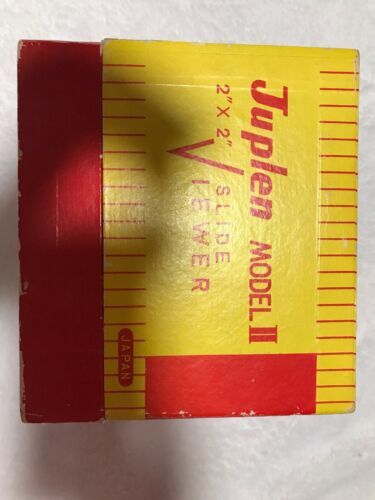 Juplen MODEL II
2" X 2" SLIDE
VIEWER
JAPAN